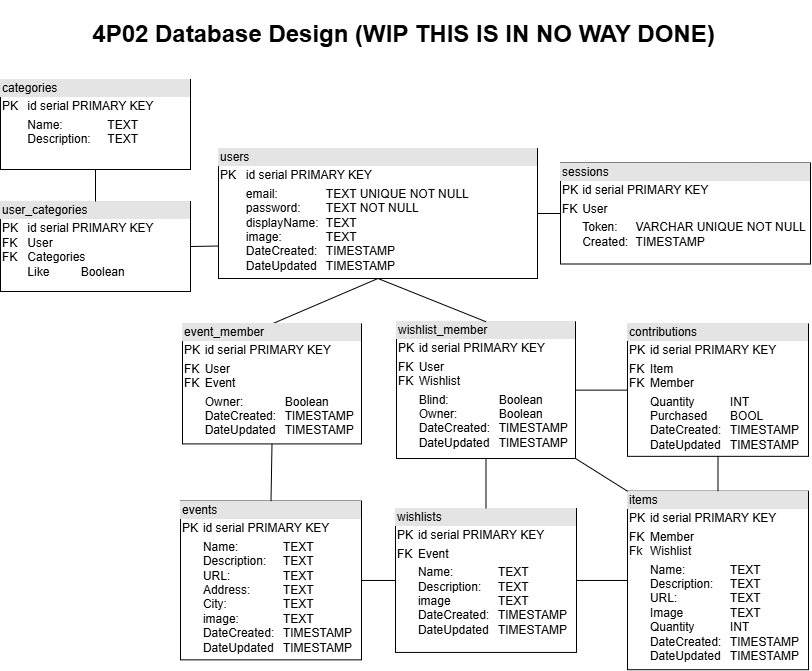 4P02 Database Design (WIP THIS IS IN NO WAY DONE)
categories
PK id serial PRIMARY KEY
Name: TEXT
Description: TEXT
user_categories
PK id serial PRIMARY KEY
FK User
FK Categories
Like Boolean
users
PK id serial PRIMARY KEY
email: TEXT UNIQUE NOT NULL
password: TEXT NOT NULL
displayName: TEXT
image: TEXT
DateCreated: TIMESTAMP
DateUpdated TIMESTAMP
sessions
PK id serial PRIMARY KEY
FK User
Token: VARCHAR UNIQUE NOT NULL
Created: TIMESTAMP
event_member
PK id serial PRIMARY KEY
FK User
FK Event
Owner: Boolean
DateCreated: TIMESTAMP
DateUpdated TIMESTAMP
wishlist_member
PK id serial PRIMARY KEY
FK User
FK Wishlist
Blind: Boolean
Owner: Boolean
DateCreated: TIMESTAMP
DateUpdated TIMESTAMP
contributions
PK id serial PRIMARY KEY
FK Item
FK Member
Quantity INT
Purchased BOOL
DateCreated: TIMESTAMP
DateUpdated TIMESTAMP
events
PK id serial PRIMARY KEY
Name: TEXT
Description: TEXT
URL: TEXT
Address: TEXT
City: TEXT
image: TEXT
DateCreated: TIMESTAMP
DateUpdated TIMESTAMP
wishlists
PK id serial PRIMARY KEY
FK Event
Name: TEXT
Description: TEXT
image TEXT
DateCreated: TIMESTAMP
DateUpdated TIMESTAMP
items
PK id serial PRIMARY KEY
FK Member
Fk Wishlist
Name: TEXT
Description: TEXT
URL: TEXT
Image TEXT
Quantity INT
DateCreated: TIMESTAMP
DateUpdated TIMESTAMP